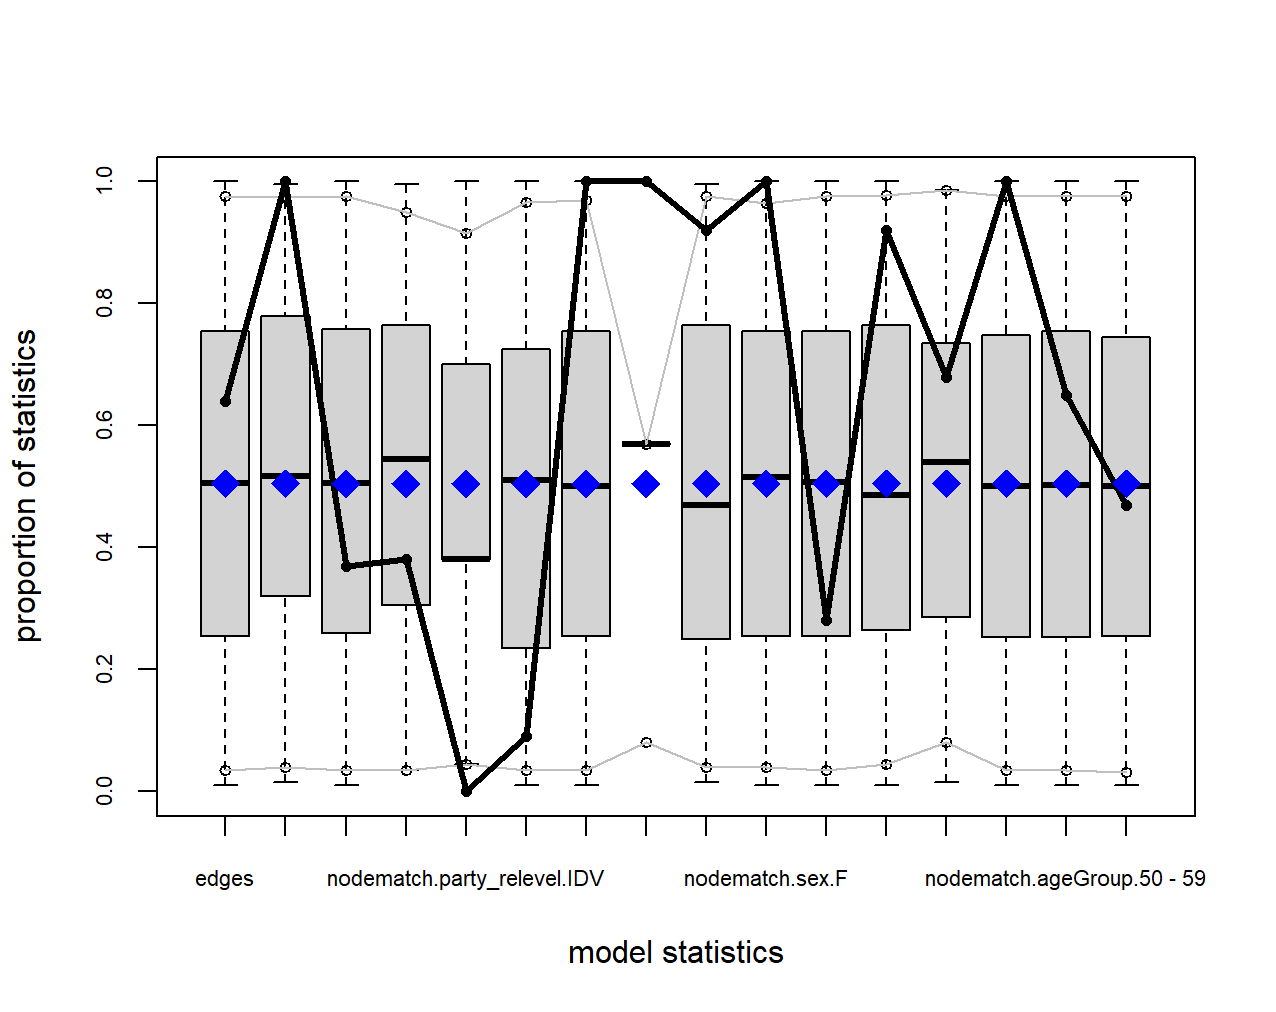 proportion of statistics
1.0
0.8
0.6
0.4
0.2
0.0
edges nodematch.party_relevel.IDV nodematch.sex.F nodematch.ageGroup.50 - 59
model statistics